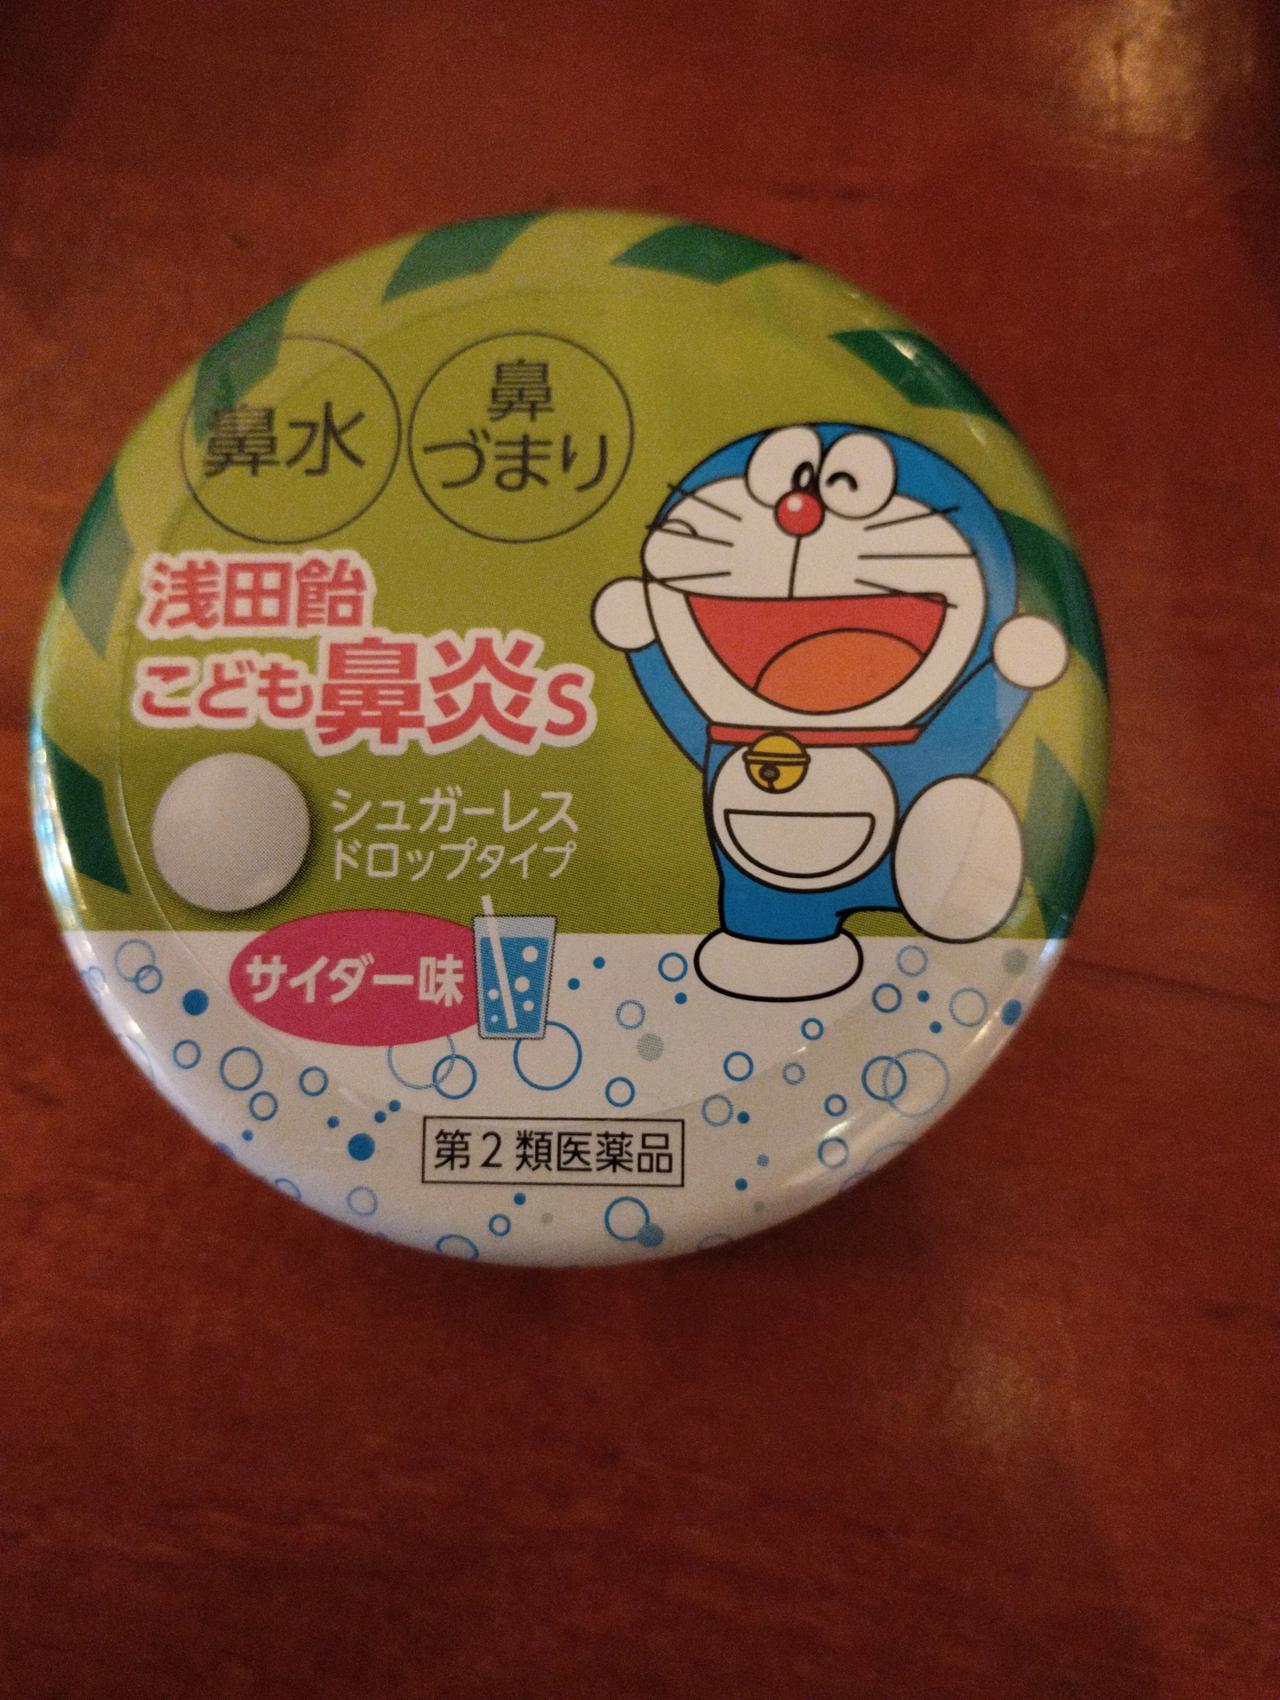 鼻水
鼻
づまり
浅田飴
こども鼻炎S
シュガーレス
ドロップタイプ
サイダー味
第2類医薬品